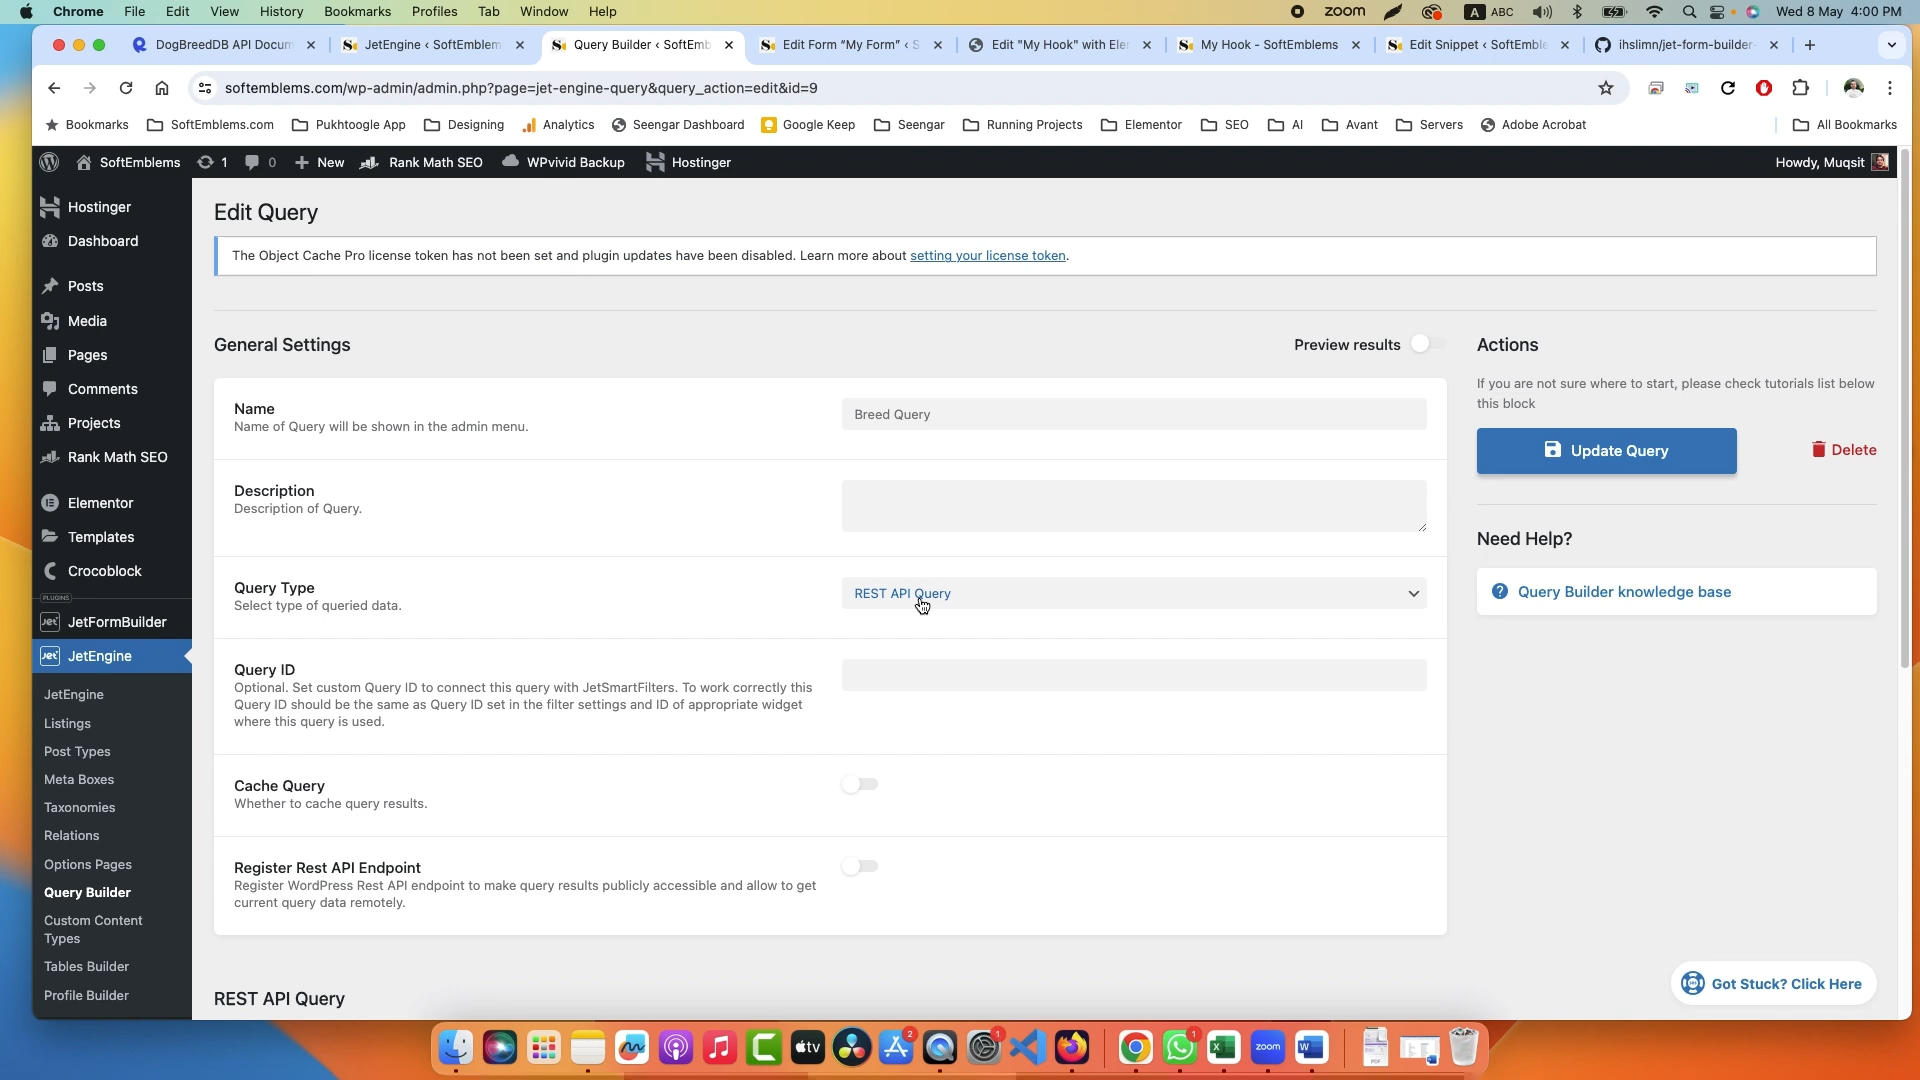 Chrome File Edit View History Bookmarks Profiles Tab Window Help zoom A ABC Wed 8 May 4:00 PM
DogBreedDB API Docum JetEngine < SoftEmblem Query Builder < SoftEmb Edit Form “My Form” < S Edit "My Hook" with Ele My Hook - SoftEmblems Edit Snippet < SoftEmble ihslimn/jet-form-builder-
softemblems.com/wp-admin/admin.php?page=jet-engine-query&query_action=edit&id=9
Bookmarks SoftEmblems.com Pukhtoogle App Designing Analytics Seengar Dashboard Google Keep Seengar Running Projects Elementor SEO AI Avant Servers Adobe Acrobat All Bookmarks
SoftEmblems 1 0 New Rank Math SEO WPvivid Backup Hostinger Howdy, Muqsit
Hostinger
Dashboard
Posts
Media
Pages
Comments
Projects
Rank Math SEO
Elementor
Templates
Crocoblock
PLUGINS
Jet JetFormBuilder
Jet JetEngine
JetEngine
Listings
Post Types
Meta Boxes
Taxonomies
Relations
Options Pages
Query Builder
Custom Content
Types
Tables Builder
Profile Builder
Edit Query
The Object Cache Pro license token has not been set and plugin updates have been disabled. Learn more about setting your license token.
General Settings
Preview results
Name
Name of Query will be shown in the admin menu.
Breed Query
Description
Description of Query.
Query Type
Select type of queried data.
REST API Query
Query ID
Optional. Set custom Query ID to connect this query with JetSmartFilters. To work correctly this
Query ID should be the same as Query ID set in the filter settings and ID of appropriate widget
where this query is used.
Cache Query
Whether to cache query results.
Register Rest API Endpoint
Register WordPress Rest API endpoint to make query results publicly accessible and allow to get
current query data remotely.
REST API Query
Actions
If you are not sure where to start, please check tutorials list below
this block
Update Query
Delete
Need Help?
Query Builder knowledge base
Got Stuck? Click Here
tv 2 1 1 zoom
PDF